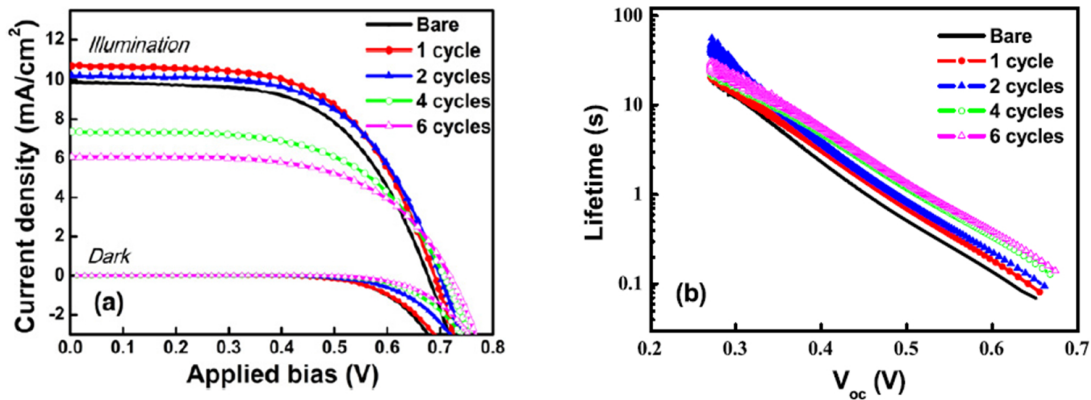 Current density (mA/cm2)
12
10
8
6
4
2
0
-2
Illumination
Dark
(a)
Bare
1 cycle
2 cycles
4 cycles
6 cycles
0.0 0.1 0.2 0.3 0.4 0.5 0.6 0.7 0.8
Applied bias (V)
Lifetime (s)
100
10
1
0.1
Bare
1 cycle
2 cycles
4 cycles
6 cycles
(b)
0.2 0.3 0.4 0.5 0.6 0.7
Voc (V)